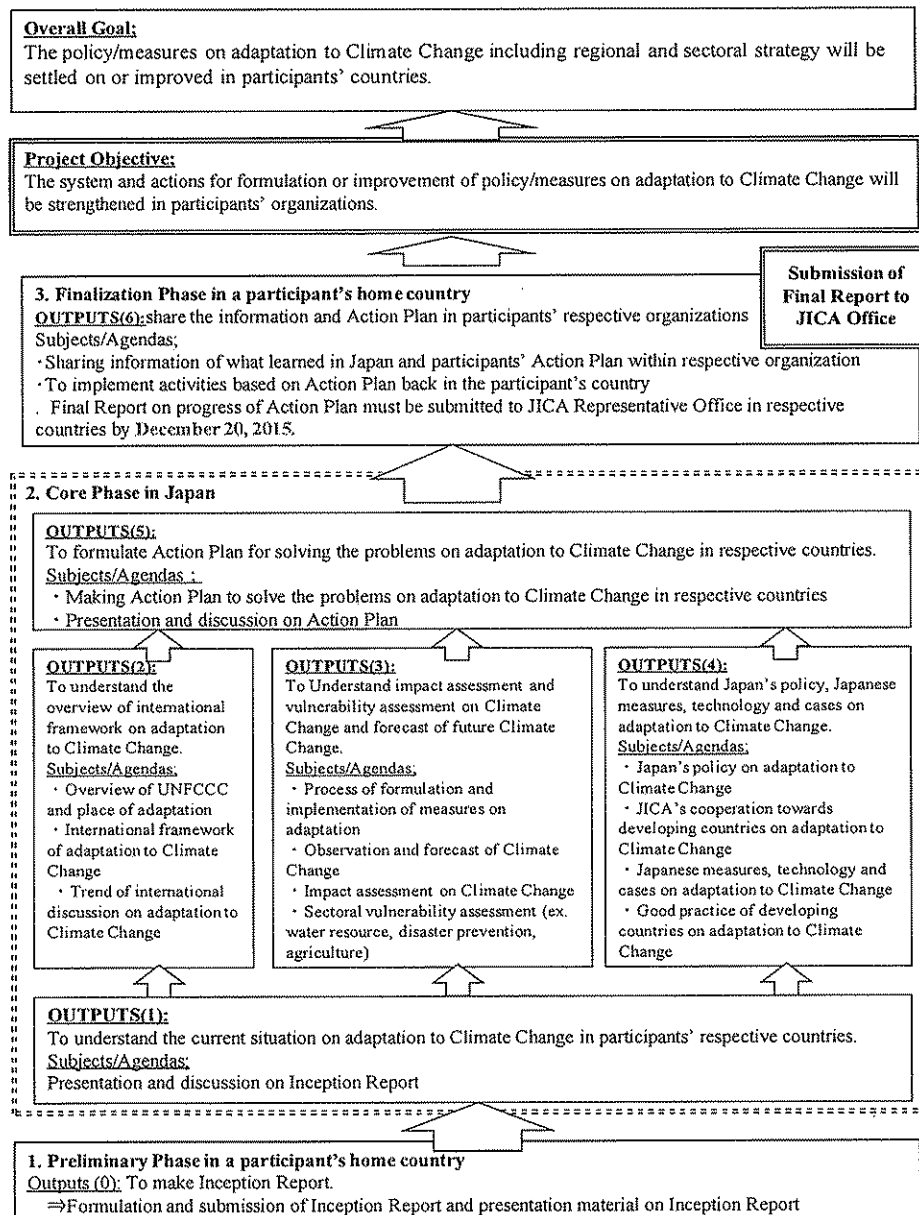 Overall Goal;
The policy/measures on adaptation to Climate Change including regional and sectoral strategy will be
settled on or improved in participants' countries.
Project Objective;
The system and actions for formulation or improvement of policy/measures on adaptation to Climate Change will
be strengthened in participants' organizations.
Submission of
Final Report to
JICA Office
3. Finalization Phase in a participant's home country
OUTPUTS(6);share the information and Action Plan in participants' respective organizations
Subjects/Agendas;
・Sharing information of what learned in Japan and participants' Action Plan within respective organization
・To implement activities based on Action Plan back in the participant's country
. Final Report on progress of Action Plan must be submitted to JICA Representative Office in respective
countries by December 20, 2015.
2. Core Phase in Japan
OUTPUTS(5);
To formulate Action Plan for solving the problems on adaptation to Climate Change in respective countries.
Subjects/Agendas ;
・Making Action Plan to solve the problems on adaptation to Climate Change in respective countries
・Presentation and discussion on Action Plan
OUTPUTS(2);
To understand the
overview of international
framework on adaptation
to Climate Change.
Subjects/Agendas;
・Overview of UNFCCC
and place of adaptation
・International framework
of adaptation to Climate
Change
・Trend of international
discussion on adaptation to
Climate Change
OUTPUTS(3);
To Understand impact assessment and
vulnerability assessment on Climate
Change and forecast of future Climate
Change.
Subjects/Agendas;
・Process of formulation and
implementation of measures on
adaptation
・Observation and forecast of Climate
Change
・Impact assessment on Climate Change
・Sectoral vulnerability assessment (ex.
water resource, disaster prevention,
agriculture)
OUTPUTS(4);
To understand Japan's policy, Japanese
measures, technology and cases on
adaptation to Climate Change.
Subjects/Agendas;
・Japan's policy on adaptation to
Climate Change
・JICA's cooperation towards
developing countries on adaptation to
Climate Change
・Japanese measures, technology and
cases on adaptation to Climate Change
・Good practice of developing
countries on adaptation to Climate
Change
OUTPUTS(1);
To understand the current situation on adaptation to Climate Change in participants' respective countries.
Subjects/Agendas;
Presentation and discussion on Inception Report
1. Preliminary Phase in a participant's home country
Outputs (0); To make Inception Report.
⇒Formulation and submission of Inception Report and presentation material on Inception Report